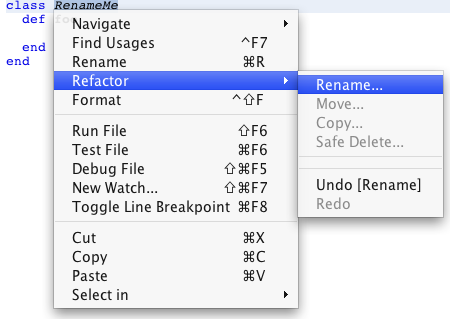 class RenameMe
def fo
end
end
Navigate
Find Usages ^F7
Rename ⌘R
Refactor
Format ^⇧F
Run File ⇧F6
Test File ⌘F6
Debug File ⇧⌘F5
New Watch... ⇧⌘F7
Toggle Line Breakpoint ⌘F8
Cut ⌘X
Copy ⌘C
Paste ⌘V
Select in
Rename...
Move...
Copy...
Safe Delete...
Undo [Rename]
Redo